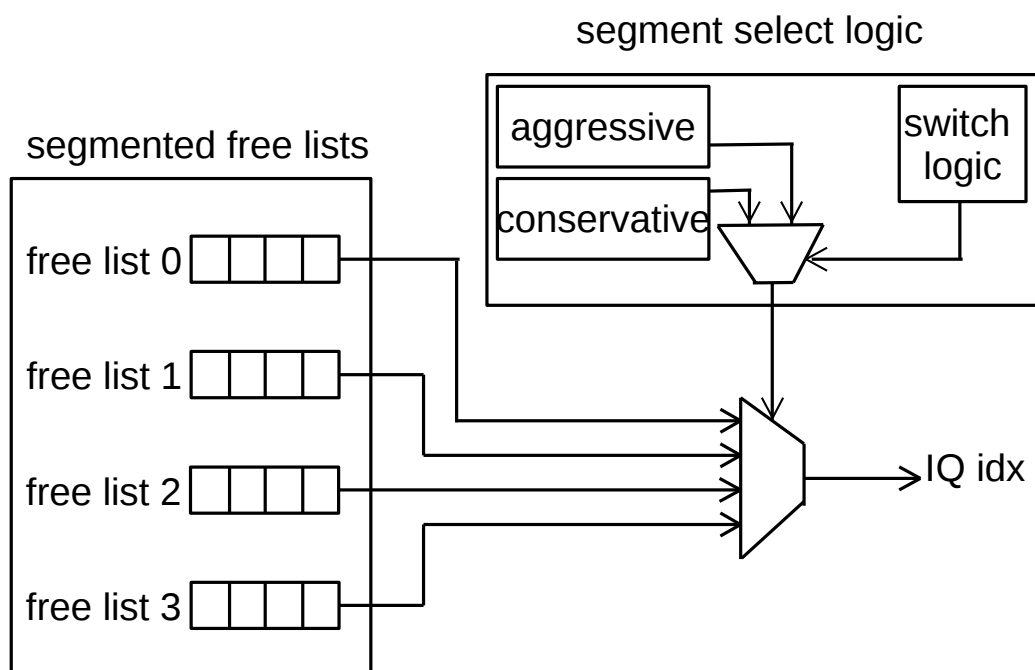 segment select logic
aggressive
conservative
switch
logic
segmented free lists
free list 0
free list 1
free list 2
free list 3
IQ idx